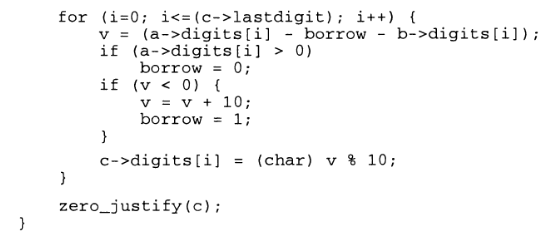 for (i=0; i<=(c->lastdigit); i++) {
v = (a->digits[i] - borrow - b->digits[i]);
if (a->digits[i] > 0)
borrow = 0;
if (v < 0) {
v = v + 10;
borrow = 1;
}
c->digits[i] = (char) v % 10;
}
zero_justify(c);
}